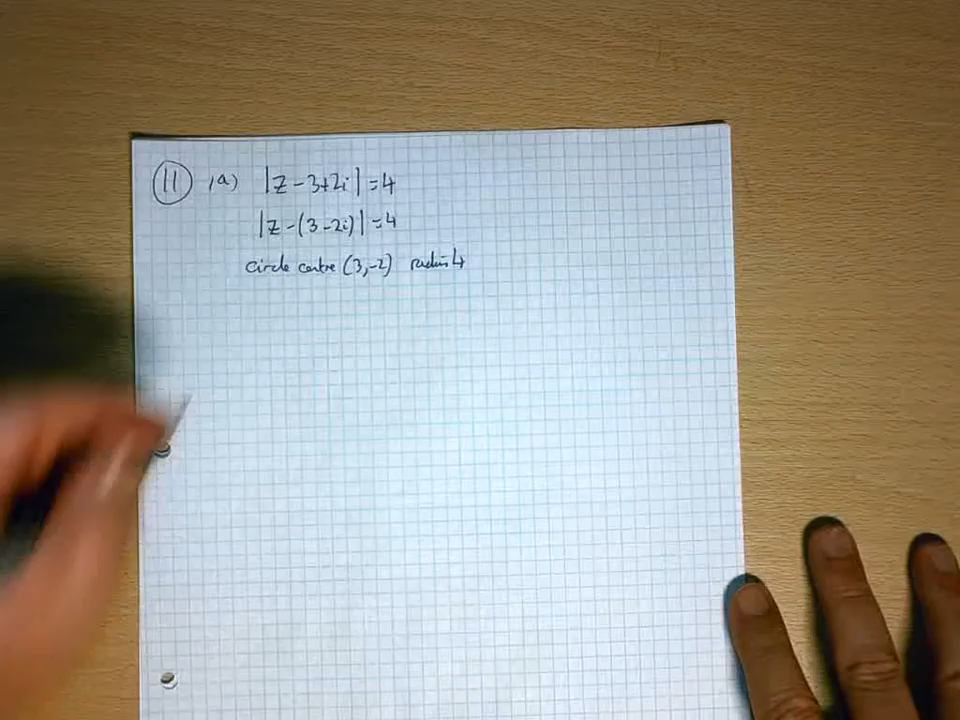 11 (a) |z - 3+2i| = 4
|z - (3 - 2i)| = 4
circle centre (3,-2) radius 4